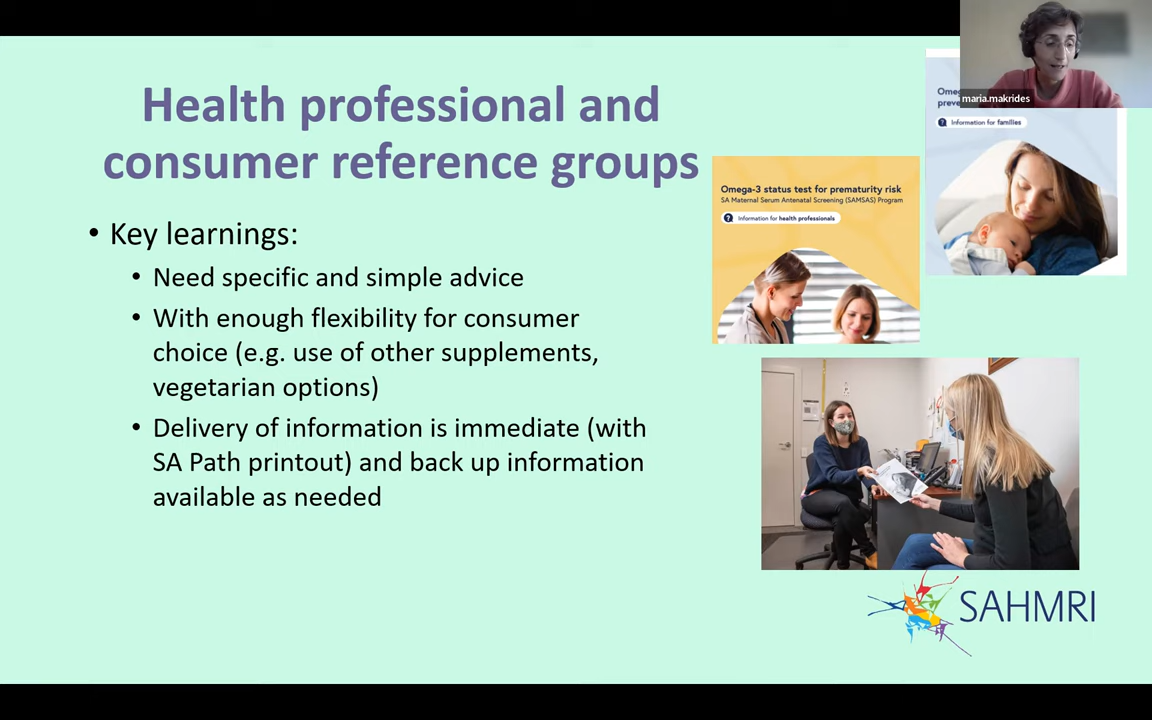 Health professional and
consumer reference groups
• Key learnings:
• Need specific and simple advice
• With enough flexibility for consumer
choice (e.g. use of other supplements,
vegetarian options)
• Delivery of information is immediate (with
SA Path printout) and back up information
available as needed
maria.makrides
Information for families
Omega-3 status test for prematurity risk
SA Maternal Serum Antenatal Screening (SAMSAS) Program
Information for health professionals
SAHMRI